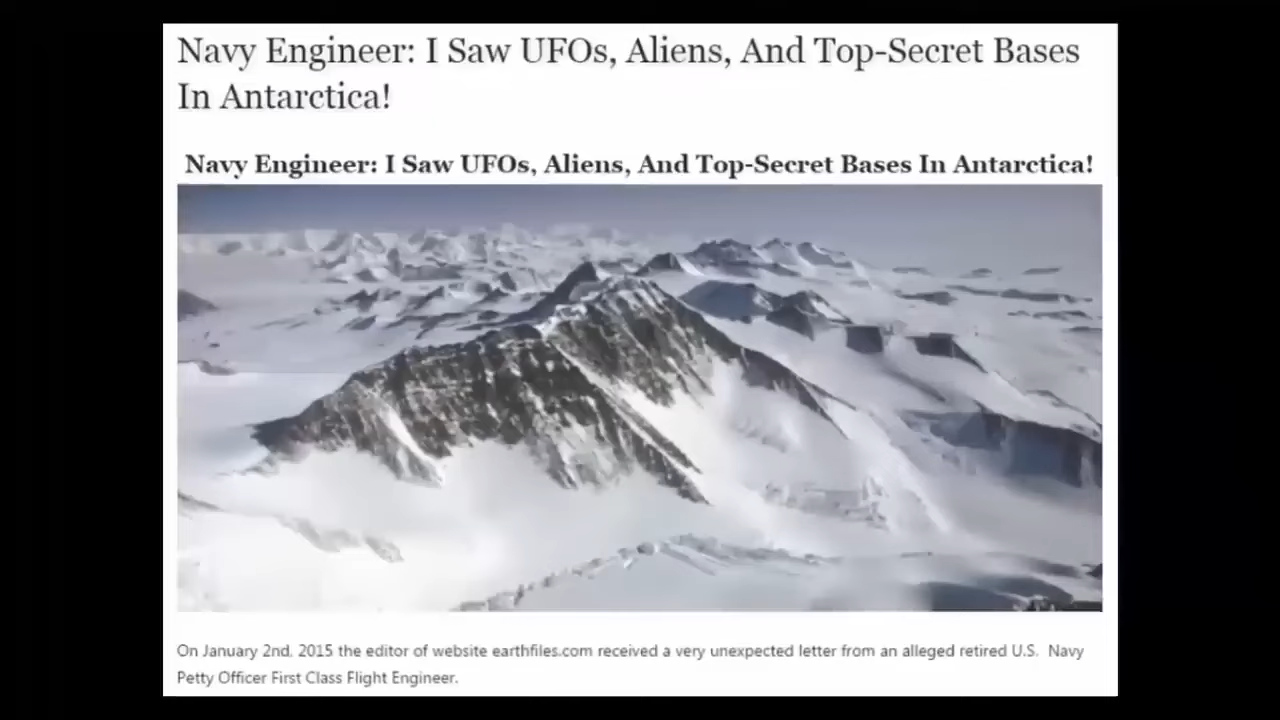 Navy Engineer: I Saw UFOs, Aliens, And Top-Secret Bases
In Antarctica!
Navy Engineer: I Saw UFOs, Aliens, And Top-Secret Bases In Antarctica!
On January 2nd, 2015 the editor of website earthfiles.com received a very unexpected letter from an alleged retired U.S. Navy
Petty Officer First Class Flight Engineer.